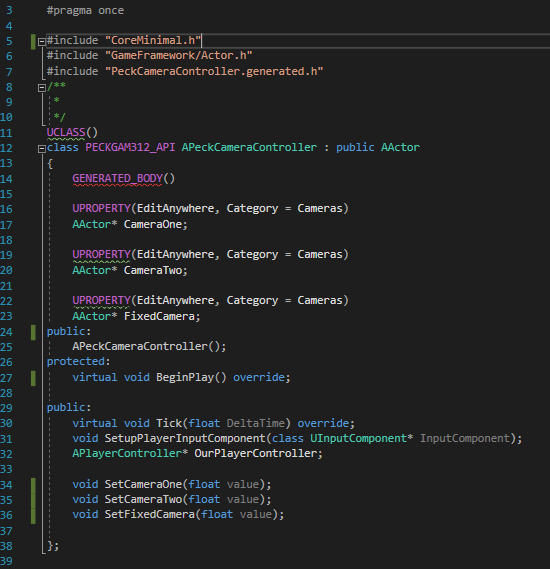 3 #pragma once
4
5 #include "CoreMinimal.h"
6 #include "GameFramework/Actor.h"
7 #include "PeckCameraController.generated.h"
8 /**
9  *
10  */
11 UCLASS()
12 class PECKGAM312_API APeckCameraController : public AActor
13 {
14     GENERATED_BODY()
15
16     UPROPERTY(EditAnywhere, Category = Cameras)
17     AActor* CameraOne;
18
19     UPROPERTY(EditAnywhere, Category = Cameras)
20     AActor* CameraTwo;
21
22     UPROPERTY(EditAnywhere, Category = Cameras)
23     AActor* FixedCamera;
24 public:
25     APeckCameraController();
26 protected:
27     virtual void BeginPlay() override;
28
29 public:
30     virtual void Tick(float DeltaTime) override;
31     void SetupPlayerInputComponent(class UInputComponent* InputComponent);
32     APlayerController* OurPlayerController;
33
34     void SetCameraOne(float value);
35     void SetCameraTwo(float value);
36     void SetFixedCamera(float value);
37
38 };
39